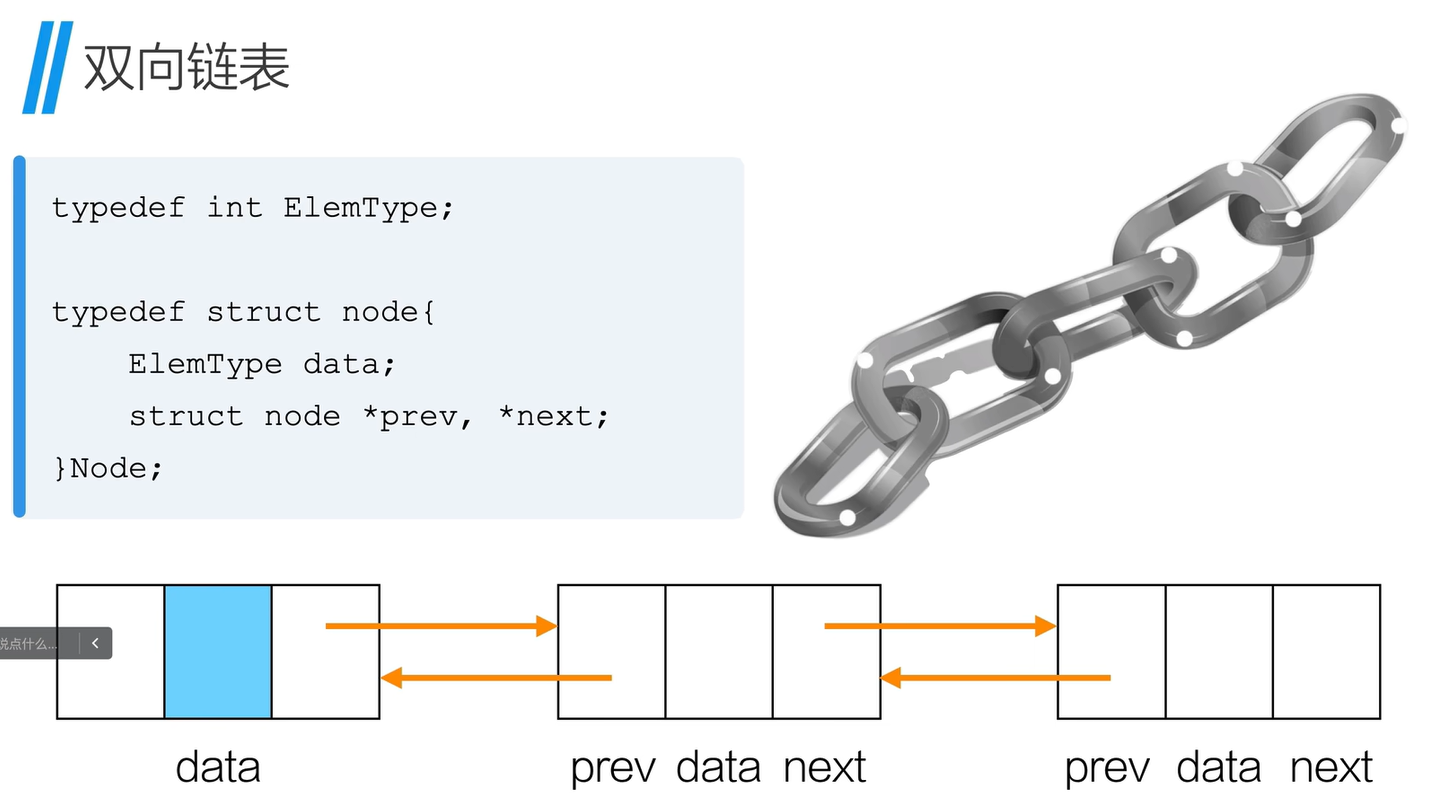 双向链表
typedef int ElemType;
typedef struct node{
    ElemType data;
    struct node *prev, *next;
}Node;
说点什么...
data
prev data next
prev data next